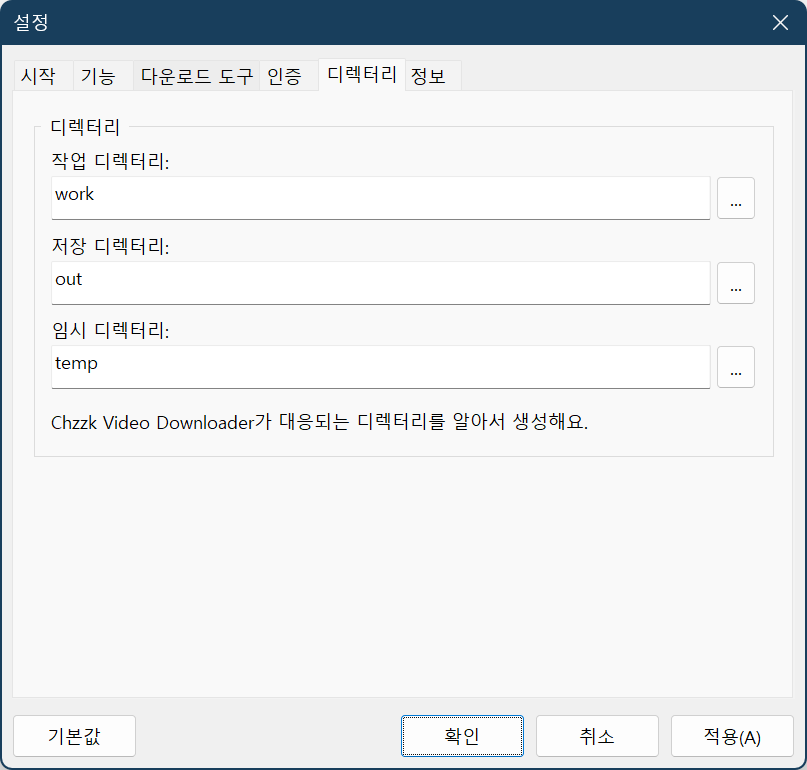 설정
시작 기능 다운로드 도구 인증 디렉터리 정보
디렉터리
작업 디렉터리:
work
...
저장 디렉터리:
out
...
임시 디렉터리:
temp
...
Chzzk Video Downloader가 대응되는 디렉터리를 알아서 생성해요.
기본값 확인 취소 적용(A)